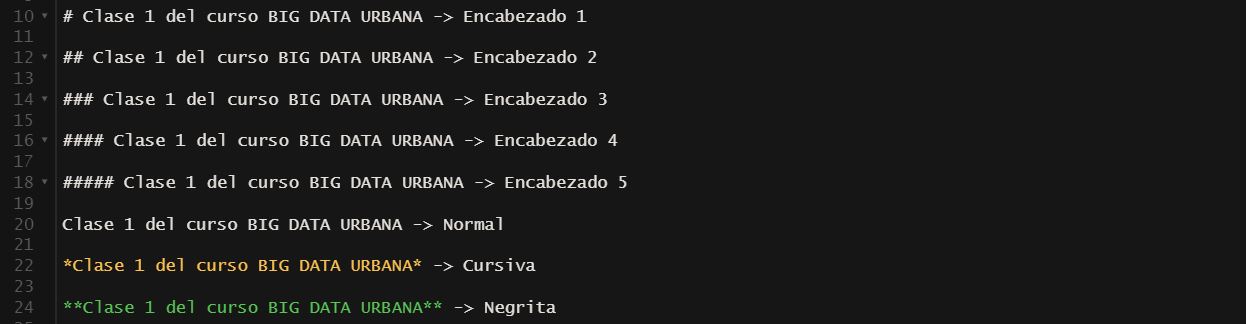 10 # Clase 1 del curso BIG DATA URBANA -> Encabezado 1
11
12 ## Clase 1 del curso BIG DATA URBANA -> Encabezado 2
13
14 ### Clase 1 del curso BIG DATA URBANA -> Encabezado 3
15
16 #### Clase 1 del curso BIG DATA URBANA -> Encabezado 4
17
18 ##### Clase 1 del curso BIG DATA URBANA -> Encabezado 5
19
20 Clase 1 del curso BIG DATA URBANA -> Normal
21
22 *Clase 1 del curso BIG DATA URBANA* -> Cursiva
23
24 **Clase 1 del curso BIG DATA URBANA** -> Negrita